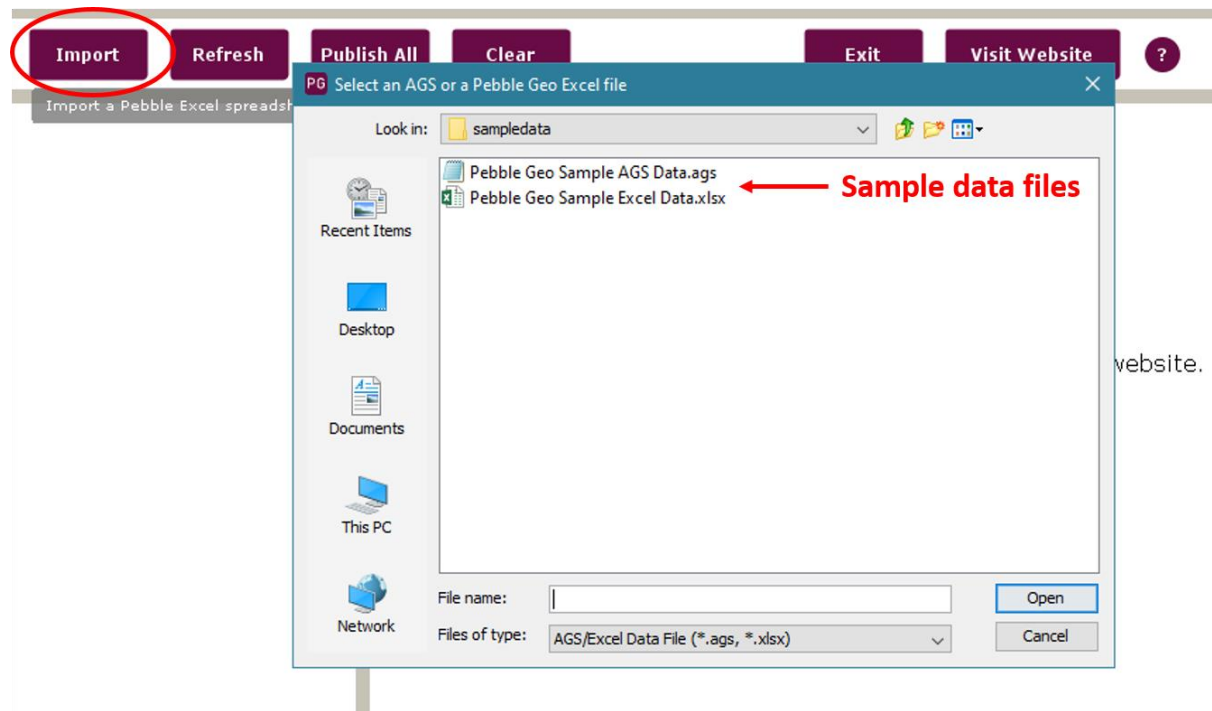 Import Refresh Publish All Clear Exit Visit Website ?
PG Select an AGS or a Pebble Geo Excel file
Import a Pebble Excel spreadsh
Look in: sampledata
Pebble Geo Sample AGS Data.ags
Pebble Geo Sample Excel Data.xlsx
Sample data files
Recent Items
Desktop
website.
Documents
This PC
File name: Open
Network Files of type: AGS/Excel Data File (*.ags, *.xlsx) Cancel